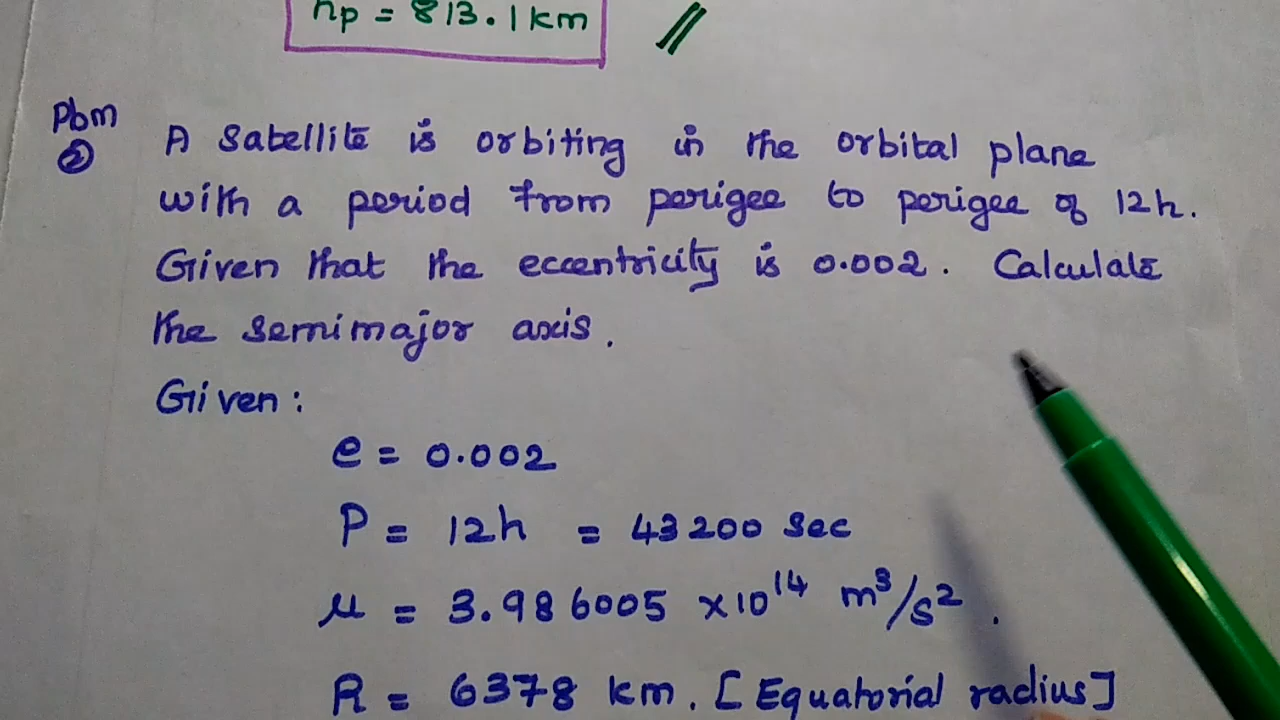 hp = 813.1 km
Pbm
②
A satellite is orbiting in the orbital plane
with a period from perigee to perigee of 12h.
Given that the eccentricity is 0.002. Calculate
the semimajor axis.
Given:
e = 0.002
P = 12h = 43200 sec
μ = 3.986005 ×10¹⁴ m³/s².
R = 6378 km. [Equatorial radius]